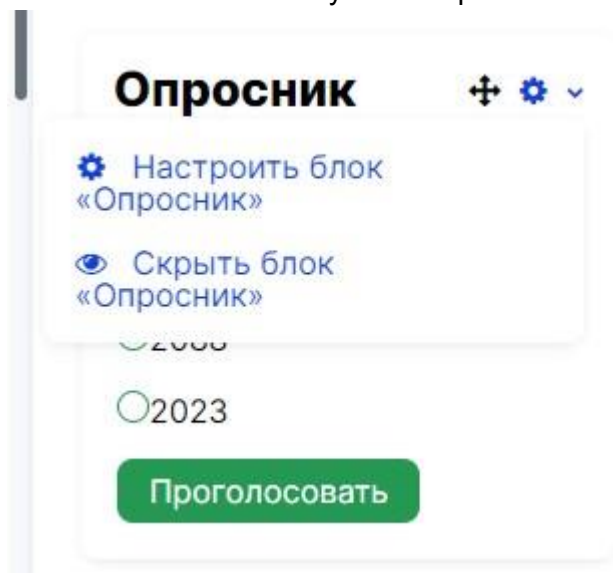 Опросник
Настроить блок
«Опросник»
Скрыть блок
«Опросник»
2023
Проголосовать